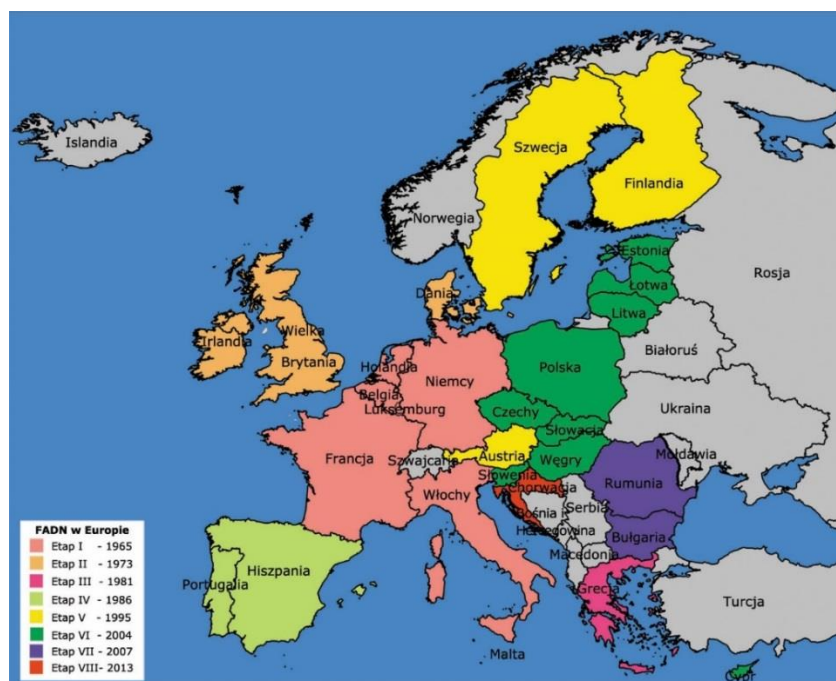 Islandia
Szwecja
Finlandia
Norwegia
Rosja
Estonia
Łotwa
Litwa
Dania
Irlandia
Wielka
Brytania
Białoruś
Holandia
Niemcy
Polska
Belgia
Luksemburg
Czechy
Ukraina
Słowacja
Francja
Szwajcaria
Austria
Węgry
Mołdawia
Słowenia
Chorwacja
Rumunia
Włochy
Bośnia i
Hercegowina
Serbia
Bułgaria
Macedonia
Portugalia
Hiszpania
Grecja
Turcja
Malta
Cypr
FADN w Europie
Etap I - 1965
Etap II - 1973
Etap III - 1981
Etap IV - 1986
Etap V - 1995
Etap VI - 2004
Etap VII - 2007
Etap VIII- 2013